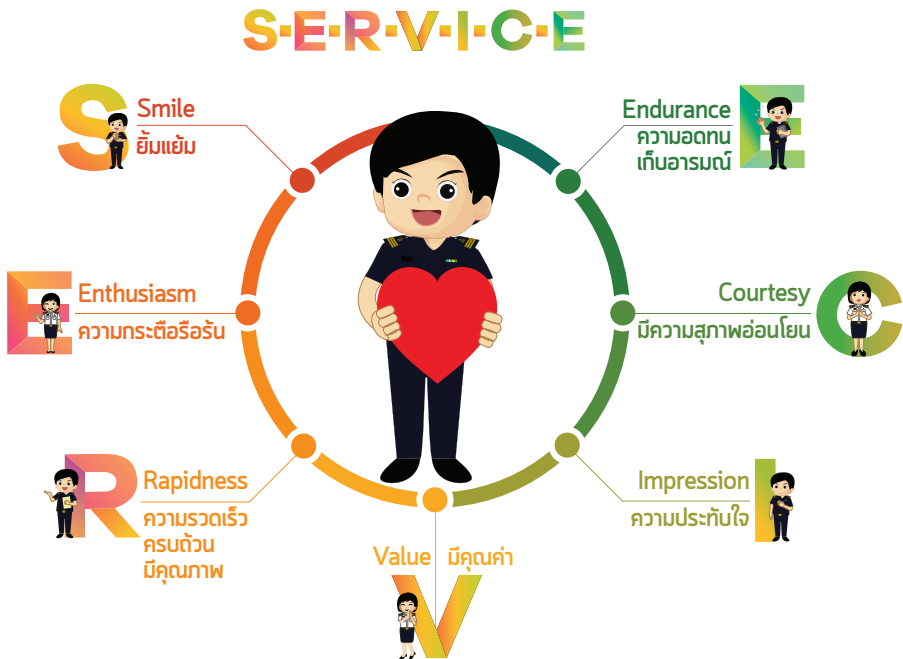 S·E·R·V·I·C·E
S
Smile
ยิ้มแย้ม
E
Enthusiasm
ความกระตือรือร้น
R
Rapidness
ความรวดเร็ว
ครบถ้วน
มีคุณภาพ
Value มีคุณค่า
V
Impression
ความประทับใจ
I
Courtesy
มีความสุภาพอ่อนโยน
C
Endurance
ความอดทน
เก็บอารมณ์
E